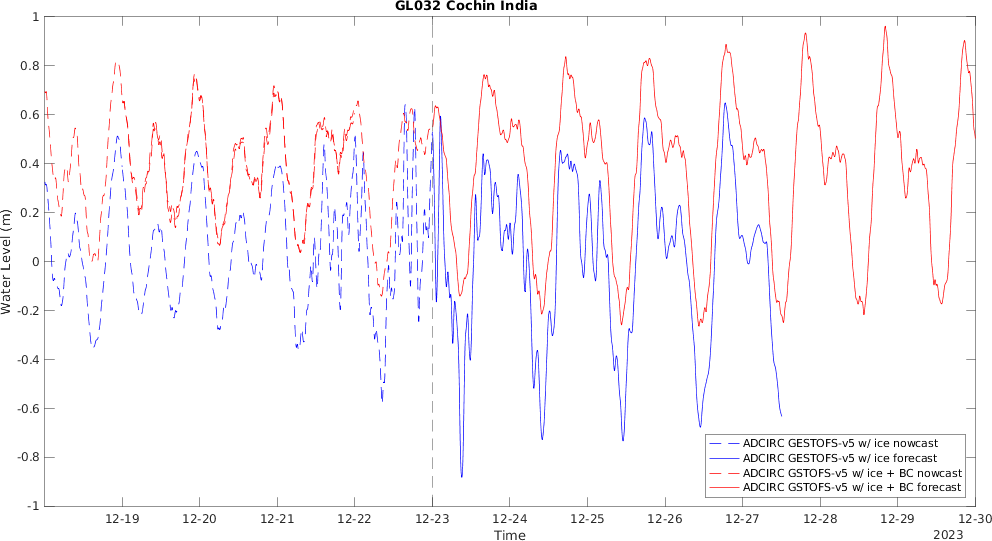 GL032 Cochin India
1
0.8
0.6
0.4
0.2
0
-0.2
-0.4
-0.6
-0.8
-1
Water Level (m)
ADCIRC GESTOFS-v5 w/ ice nowcast
ADCIRC GESTOFS-v5 w/ ice forecast
ADCIRC GSTOFS-v5 w/ ice + BC nowcast
ADCIRC GSTOFS-v5 w/ ice + BC forecast
12-19 12-20 12-21 12-22 12-23 12-24 12-25 12-26 12-27 12-28 12-29 12-30
Time
2023